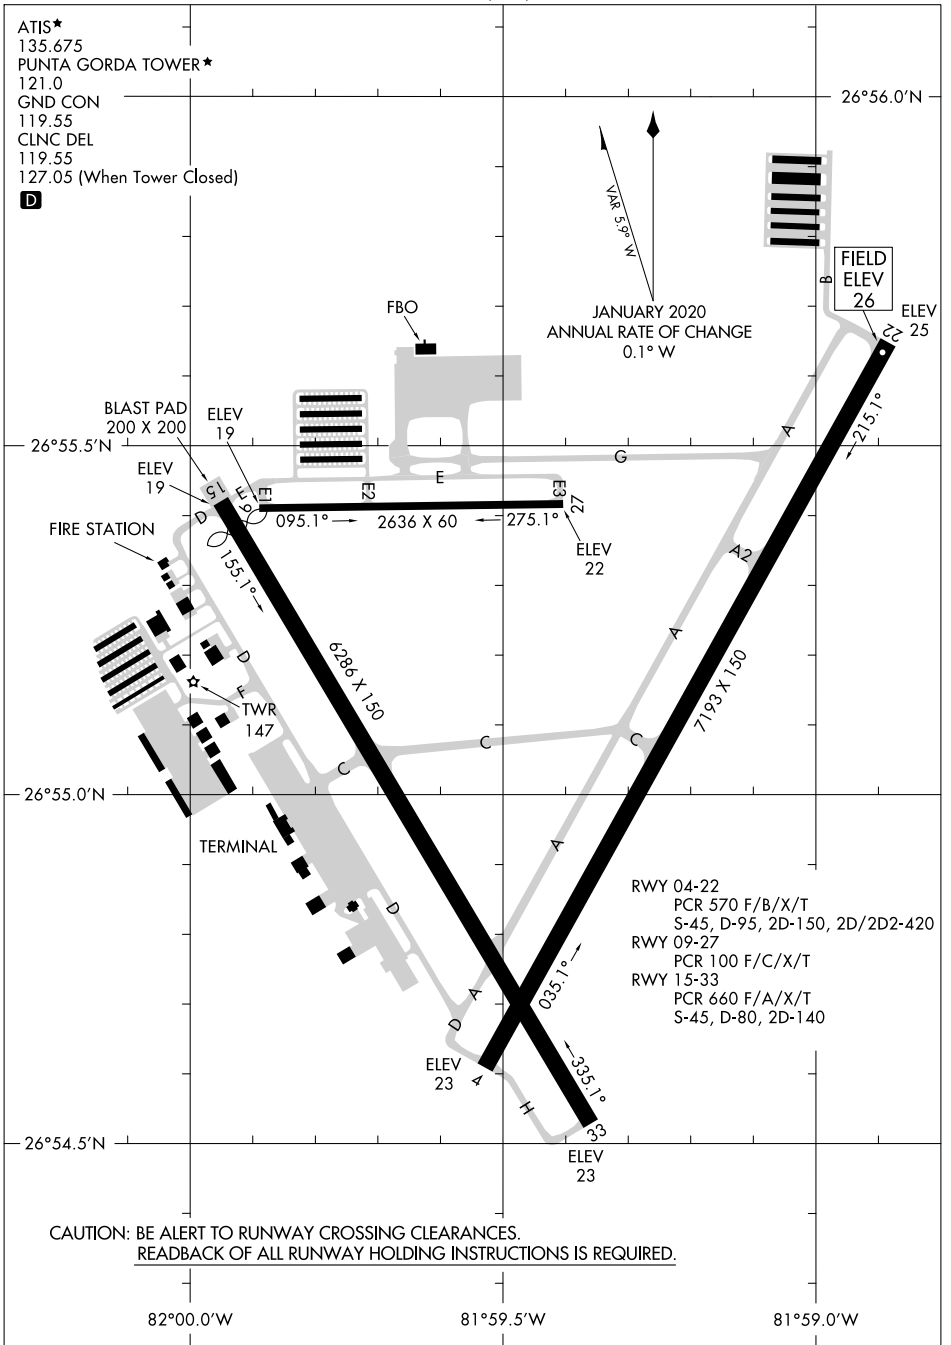 ATIS★
135.675
PUNTA GORDA TOWER★
121.0
GND CON
119.55
CLNC DEL
119.55
127.05 (When Tower Closed)
D
26°56.0'N
VAR 5.9° W
JANUARY 2020
ANNUAL RATE OF CHANGE
0.1° W
B
FIELD
ELEV
26
ELEV
25
22
FBO
BLAST PAD
200 X 200
ELEV
19
26°55.5'N
ELEV
19
15
E
9
E1
E2
E
E3
27
G
A
215.1°
D
FIRE STATION
095.1°
2636 X 60
275.1°
ELEV
22
155.1°
A2
A
D
F
TWR
147
6286 X 150
7193 X 150
C
C
C
26°55.0'N
TERMINAL
A
D
RWY 04-22
PCR 570 F/B/X/T
S-45, D-95, 2D-150, 2D/2D2-420
RWY 09-27
PCR 100 F/C/X/T
RWY 15-33
PCR 660 F/A/X/T
S-45, D-80, 2D-140
035.1°
A
D
ELEV
23
4
335.1°
H
33
26°54.5'N
ELEV
23
CAUTION: BE ALERT TO RUNWAY CROSSING CLEARANCES.
READBACK OF ALL RUNWAY HOLDING INSTRUCTIONS IS REQUIRED.
82°00.0'W
81°59.5'W
81°59.0'W